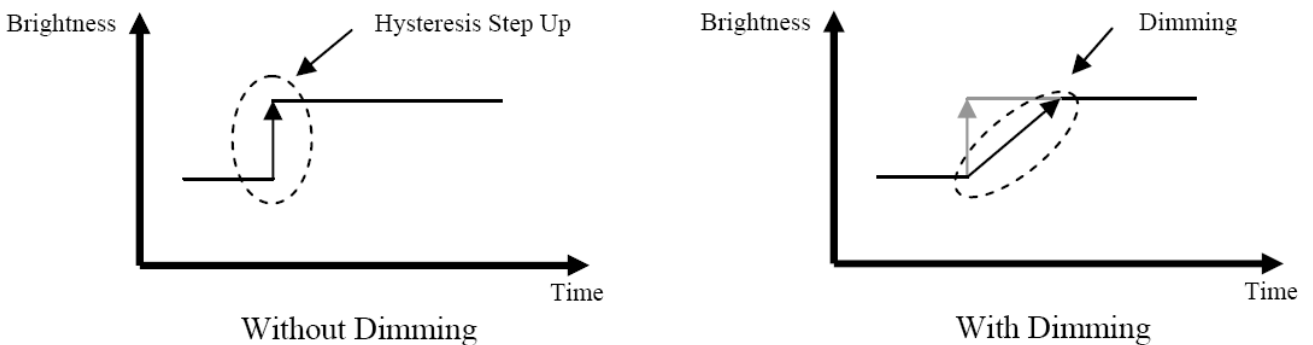 Brightness
Hysteresis Step Up
Time
Without Dimming
Brightness
Dimming
Time
With Dimming